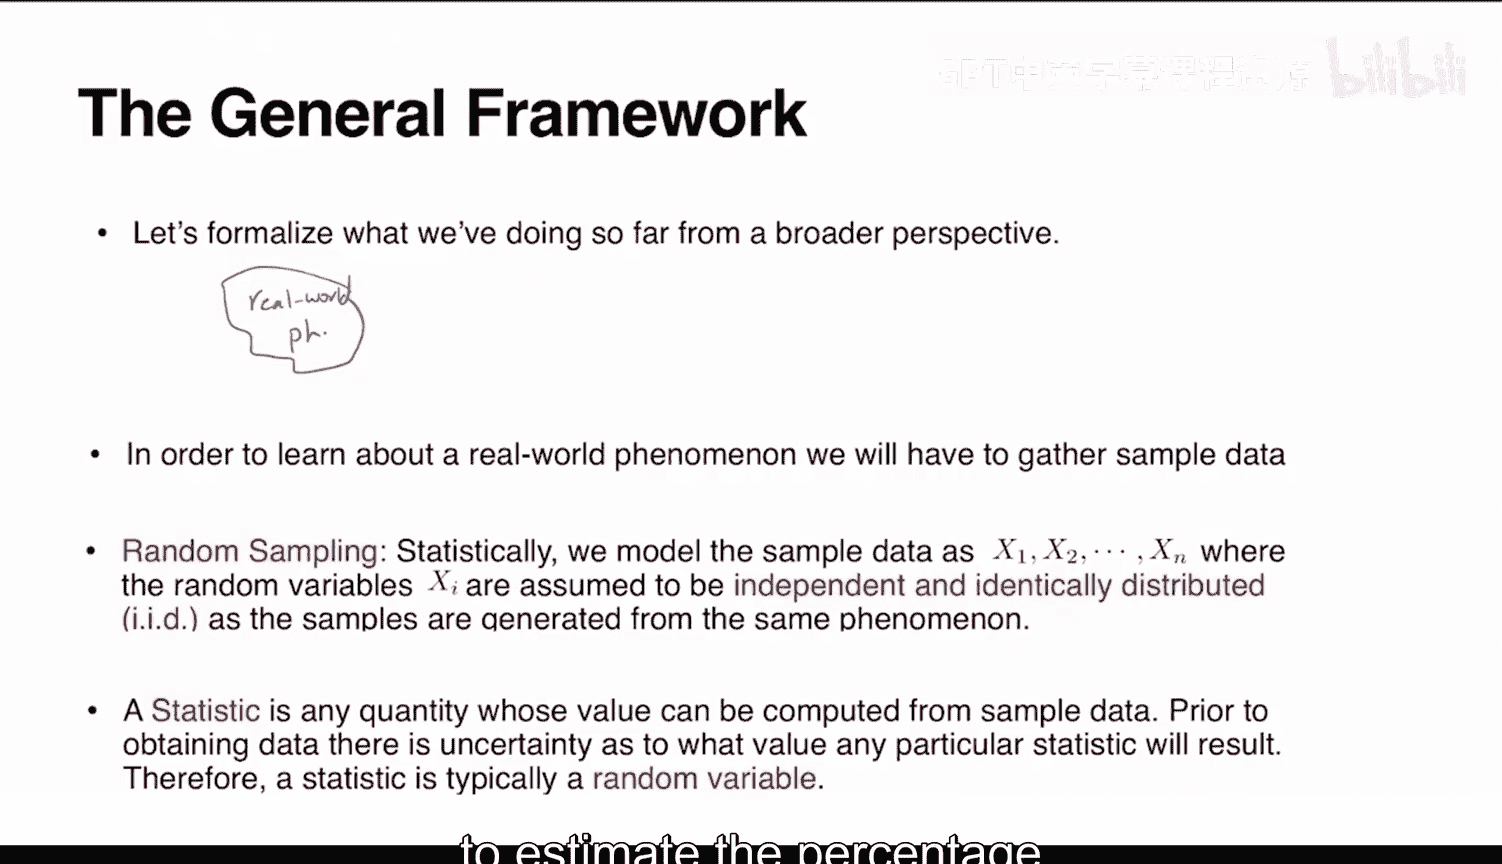 bilibili
The General Framework
• Let's formalize what we've doing so far from a broader perspective.
real-world
ph.
• In order to learn about a real-world phenomenon we will have to gather sample data
• Random Sampling: Statistically, we model the sample data as X₁, X₂, ⋯ , Xₙ where
the random variables Xᵢ are assumed to be independent and identically distributed
(i.i.d.) as the samples are generated from the same phenomenon.
• A Statistic is any quantity whose value can be computed from sample data. Prior to
obtaining data there is uncertainty as to what value any particular statistic will result.
Therefore, a statistic is typically a random variable.
to estimate the percentage